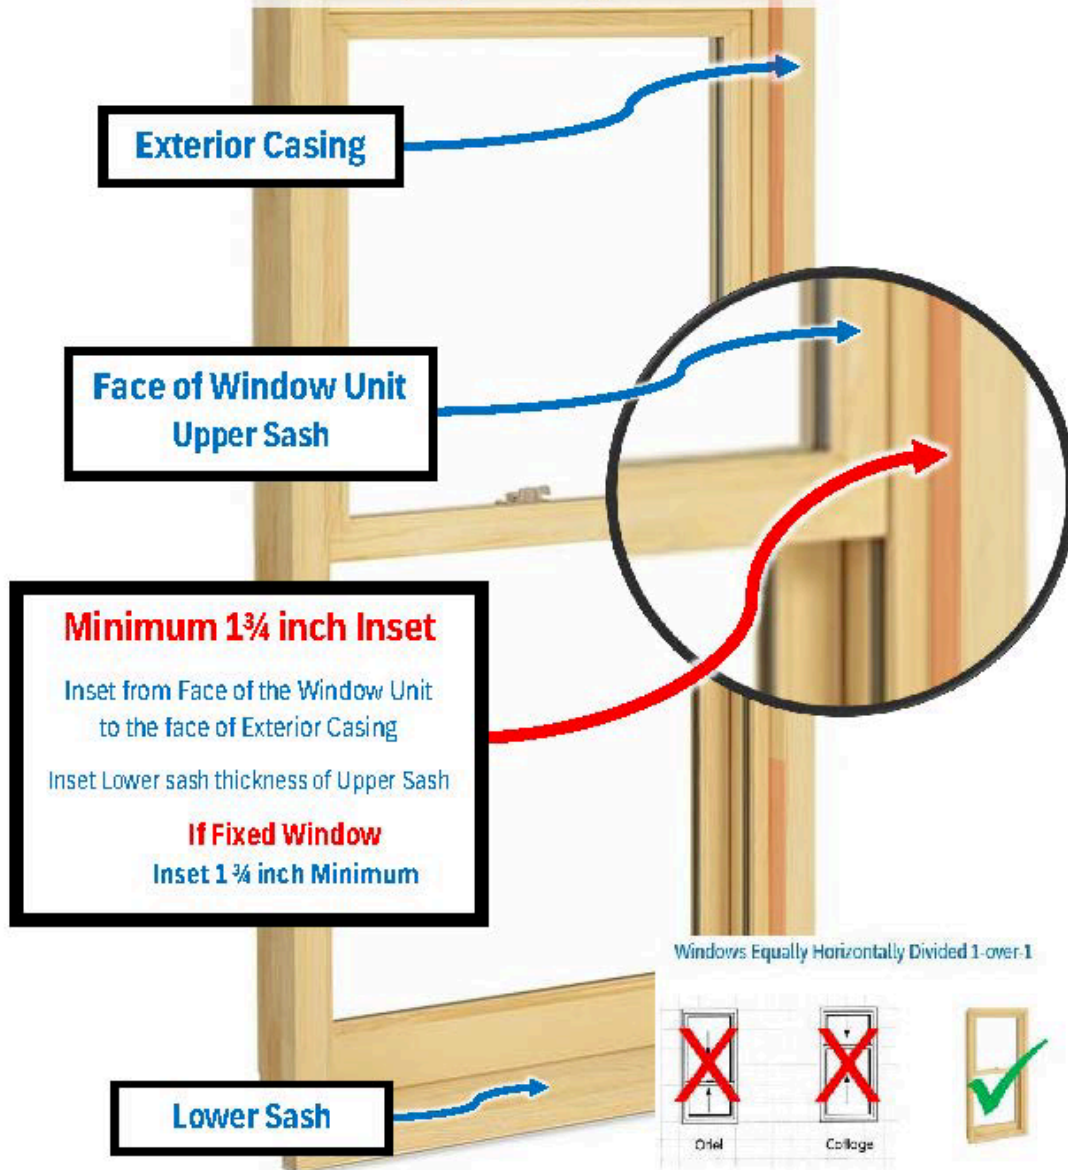 Exterior Casing
Face of Window Unit
Upper Sash
Minimum 1¾ inch Inset
Inset from Face of the Window Unit
to the face of Exterior Casing
Inset Lower sash thickness of Upper Sash
If Fixed Window
Inset 1 ¾ inch Minimum
Windows Equally Horizontally Divided 1-over-1
Oriel
Cottage
Lower Sash